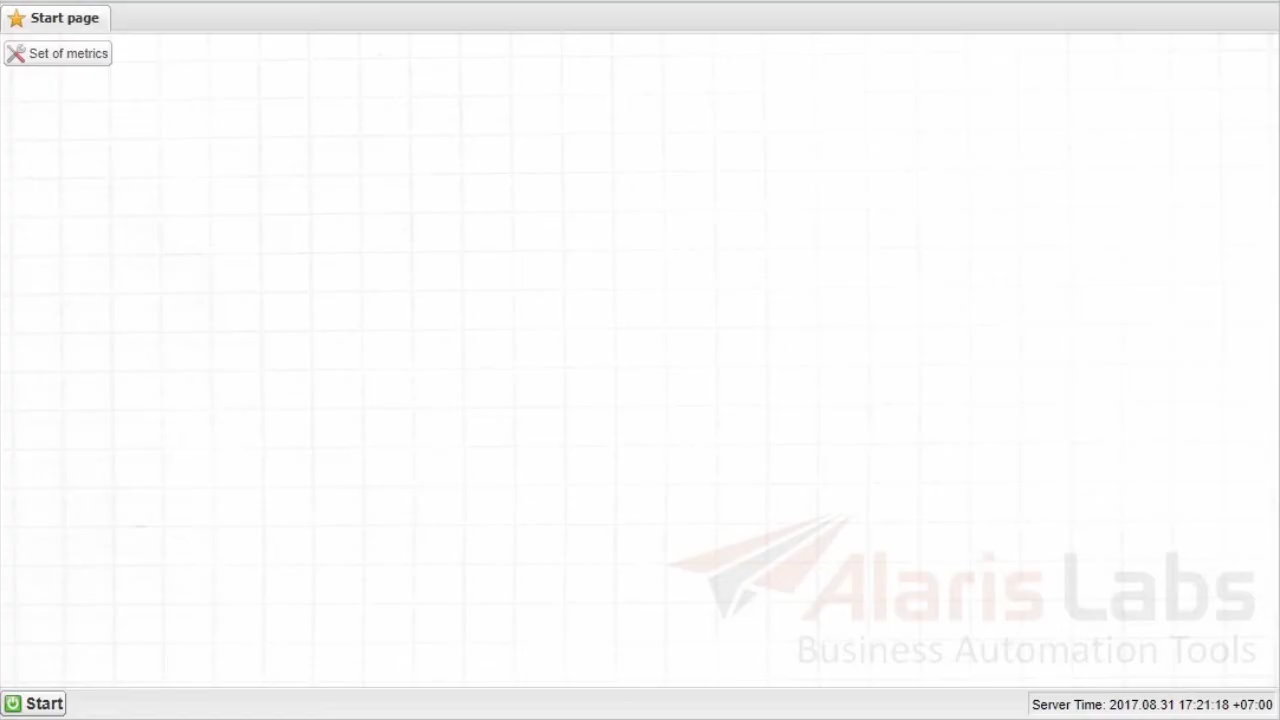 Start page
Set of metrics
Alaris Labs
Business Automation Tools
Start
Server Time: 2017.08.31 17:21:18 +07:00